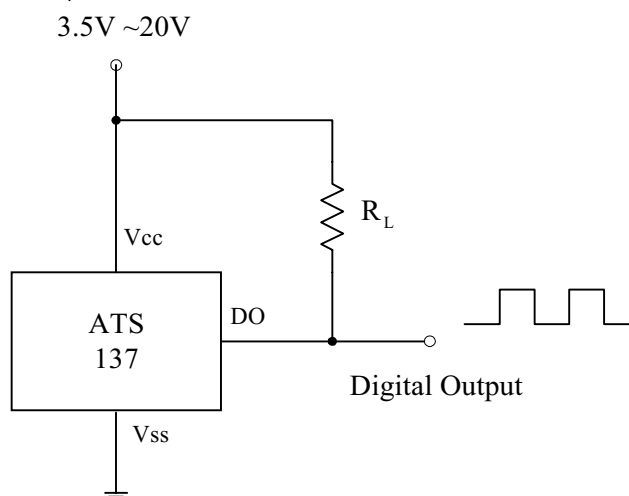 3.5V ~20V
R L
Vcc
ATS
137
DO
Digital Output
Vss